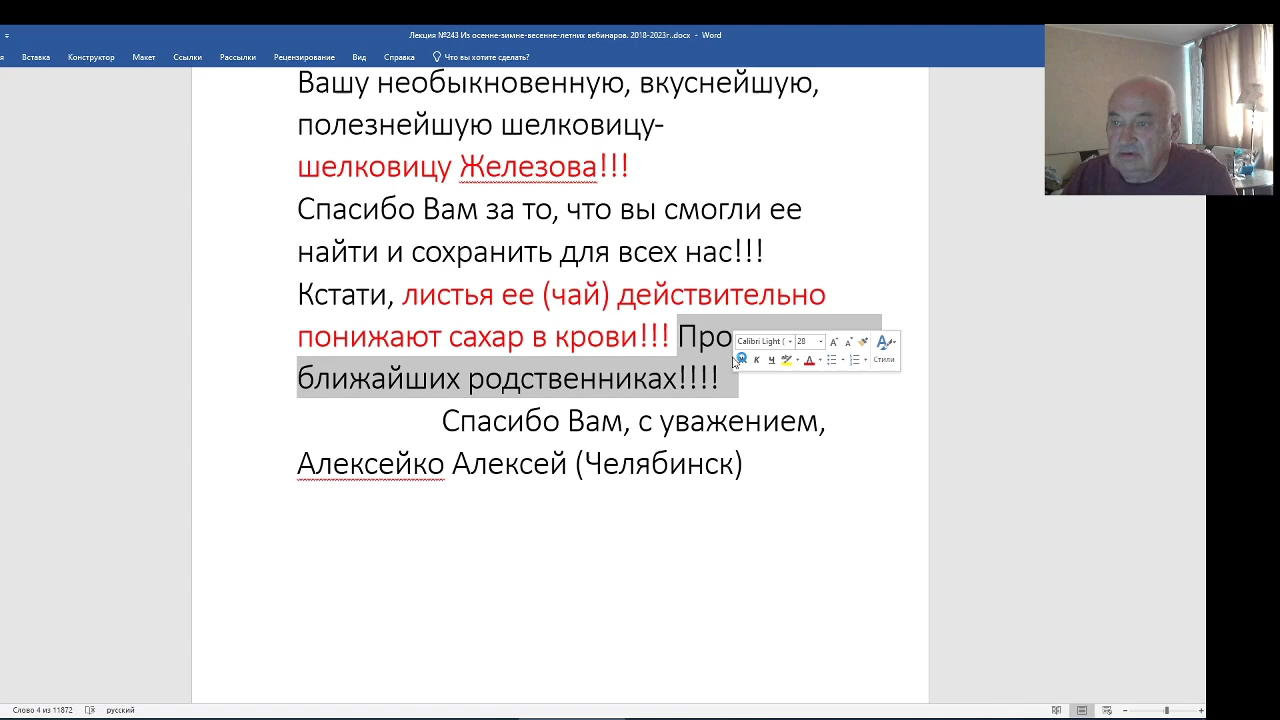 Лекция №243 Из осенне-зимне-весенне-летних вебинаров. 2018-2023г..docx - Word
Вставка Конструктор Макет Ссылки Рассылки Рецензирование Вид Справка Что вы хотите сделать?
Вашу необыкновенную, вкуснейшую,
полезнейшую шелковицу-
шелковицу Железова!!!
Спасибо Вам за то, что вы смогли ее
найти и сохранить для всех нас!!!
Кстати, листья ее (чай) действительно
понижают сахар в крови!!!
Calibri Light ( 28
К Ч А Стили
ближайших родственниках!!!!
Спасибо Вам, с уважением,
Алексейко Алексей (Челябинск)
Слово 4 из 11872 русский